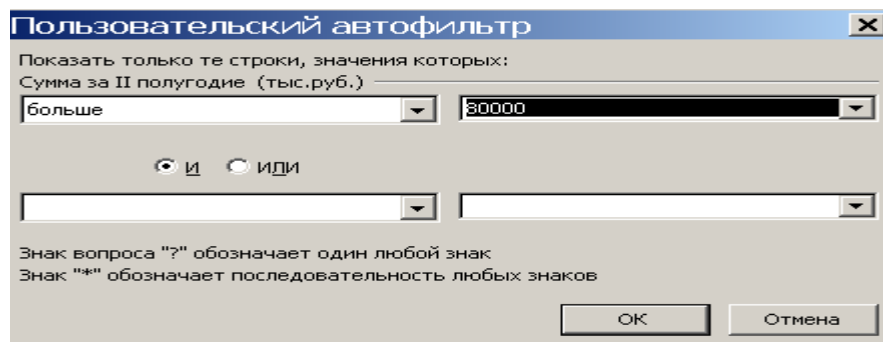 Пользовательский автофильтр
Показать только те строки, значения которых:
Сумма за II полугодие (тыс.руб.)
больше 80000
И ИЛИ
Знак вопроса "?" обозначает один любой знак
Знак "*" обозначает последовательность любых знаков
ОК Отмена